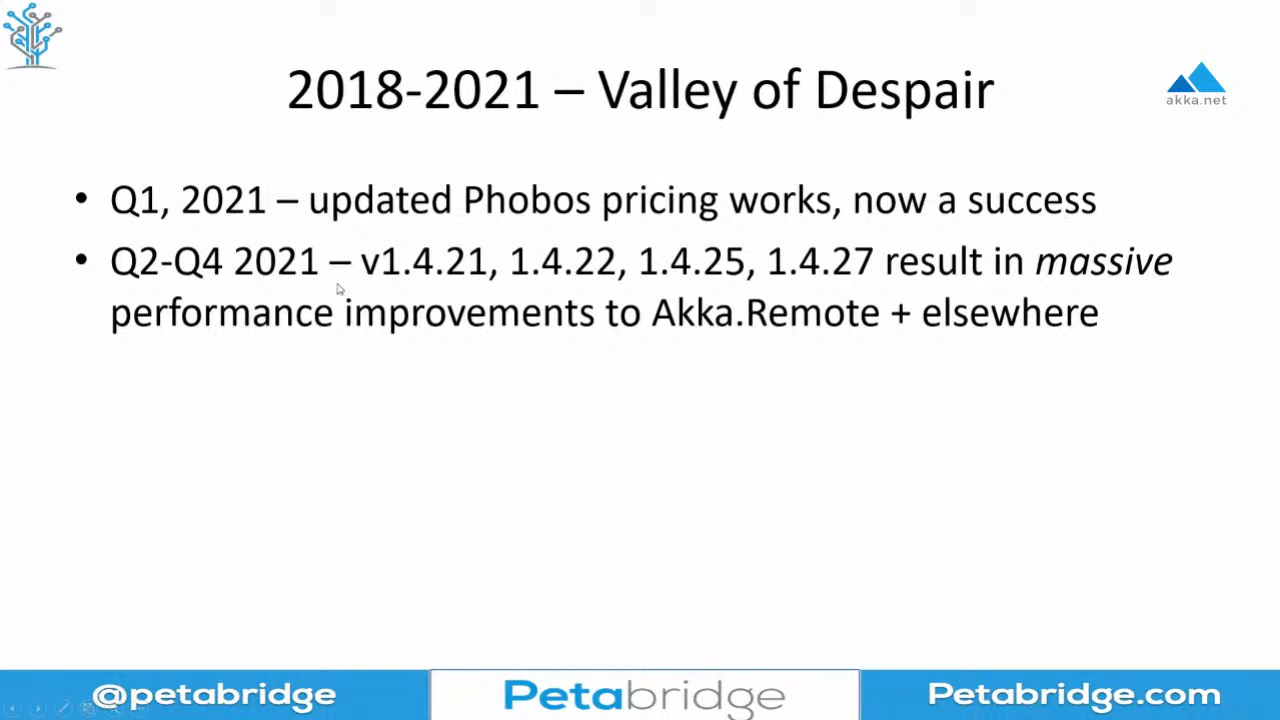 2018-2021 – Valley of Despair
akka.net
• Q1, 2021 – updated Phobos pricing works, now a success
• Q2-Q4 2021 – v1.4.21, 1.4.22, 1.4.25, 1.4.27 result in massive
performance improvements to Akka.Remote + elsewhere
@petabridge
Petabridge
Petabridge.com